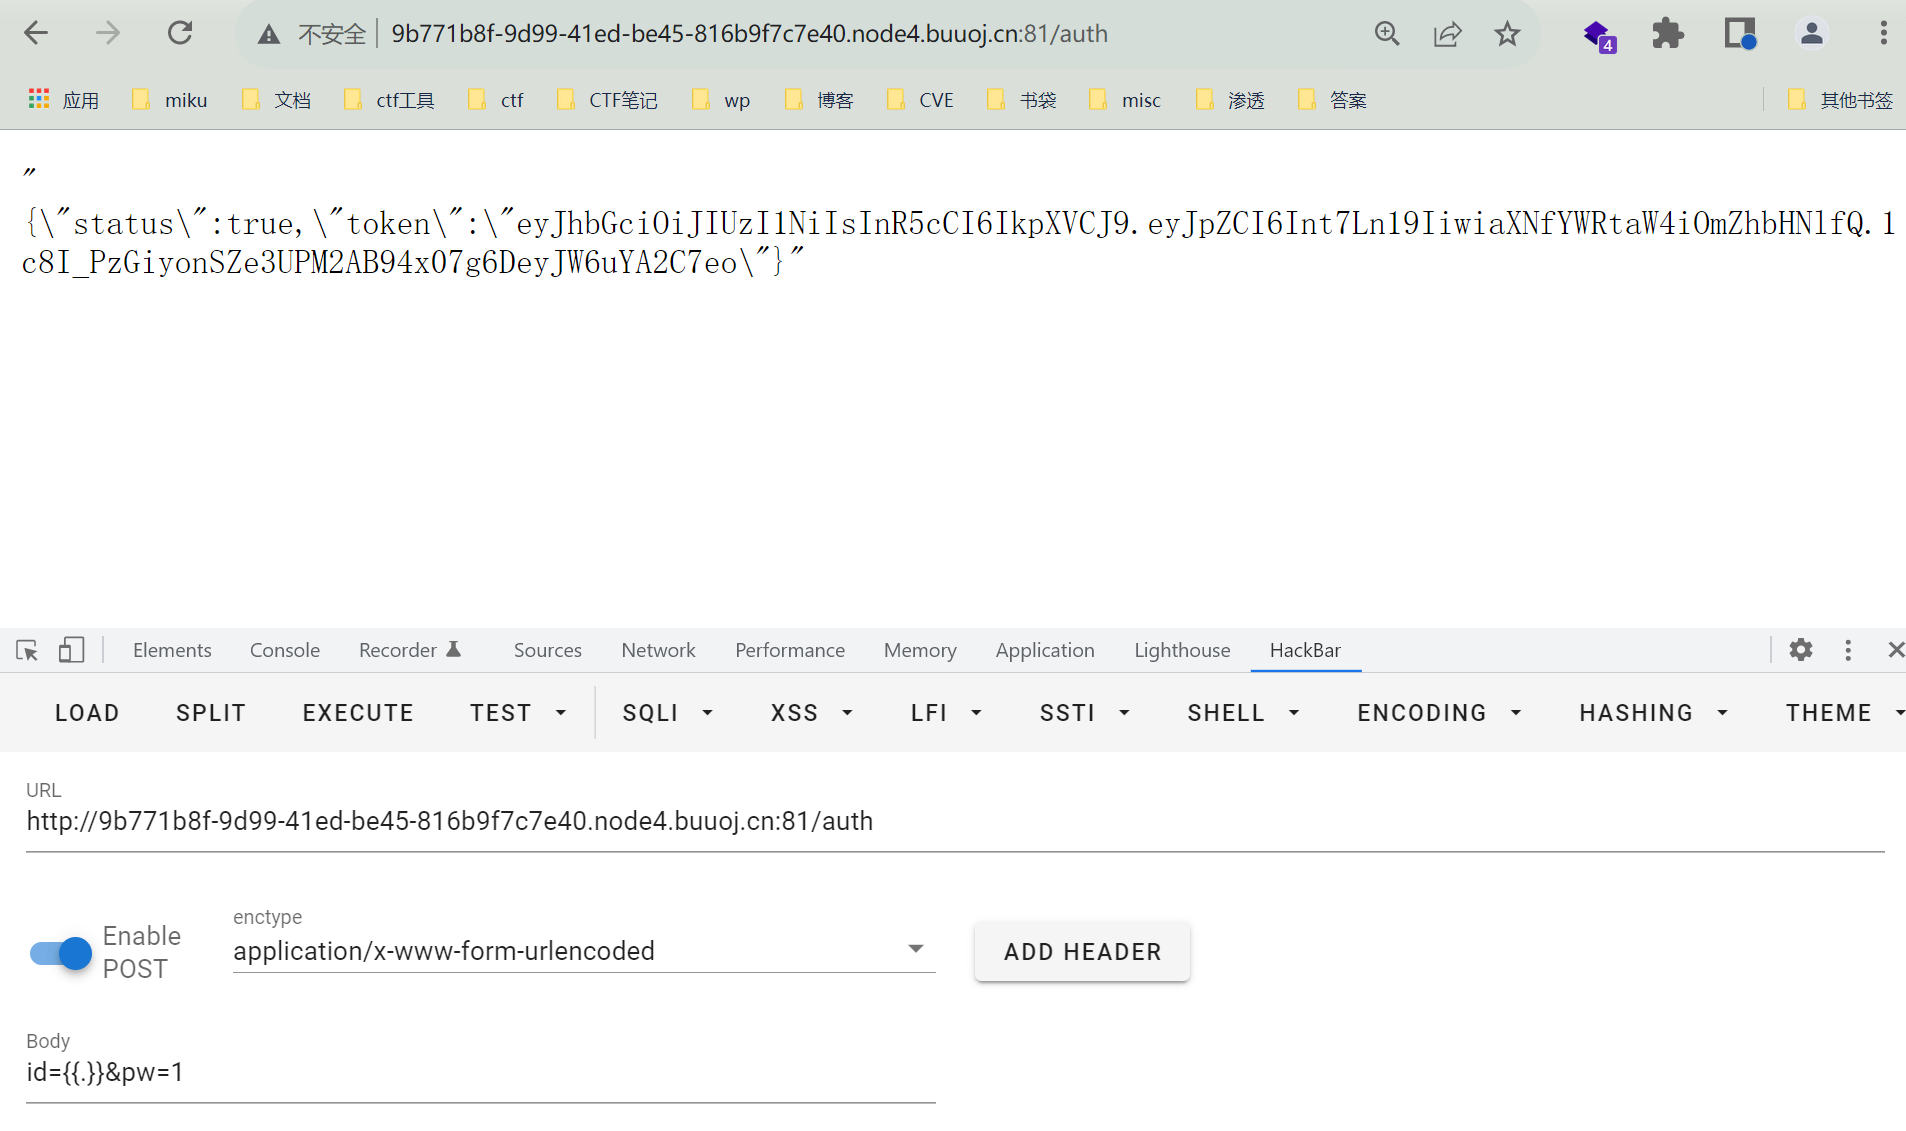 不安全 9b771b8f-9d99-41ed-be45-816b9f7c7e40.node4.buuoj.cn:81/auth 4
应用 miku 文档 ctf工具 ctf CTF笔记 wp 博客 CVE 书袋 misc 渗透 答案 其他书签
"
{\"status\":true,\"token\":\"eyJhbGciOiJIUzI1NiIsInR5cCI6IkpXVCJ9.eyJpZCI6Int7Ln19IiwiaXNfYWRtaW4iOmZhbHNlfQ.1
c8I_PzGiyonSZe3UPM2AB94x07g6DeyJW6uYA2C7eo\"}"
Elements Console Recorder Sources Network Performance Memory Application Lighthouse HackBar
LOAD SPLIT EXECUTE TEST SQLI XSS LFI SSTI SHELL ENCODING HASHING THEME
URL
http://9b771b8f-9d99-41ed-be45-816b9f7c7e40.node4.buuoj.cn:81/auth
Enable
POST
enctype
application/x-www-form-urlencoded
ADD HEADER
Body
id={{.}}&pw=1